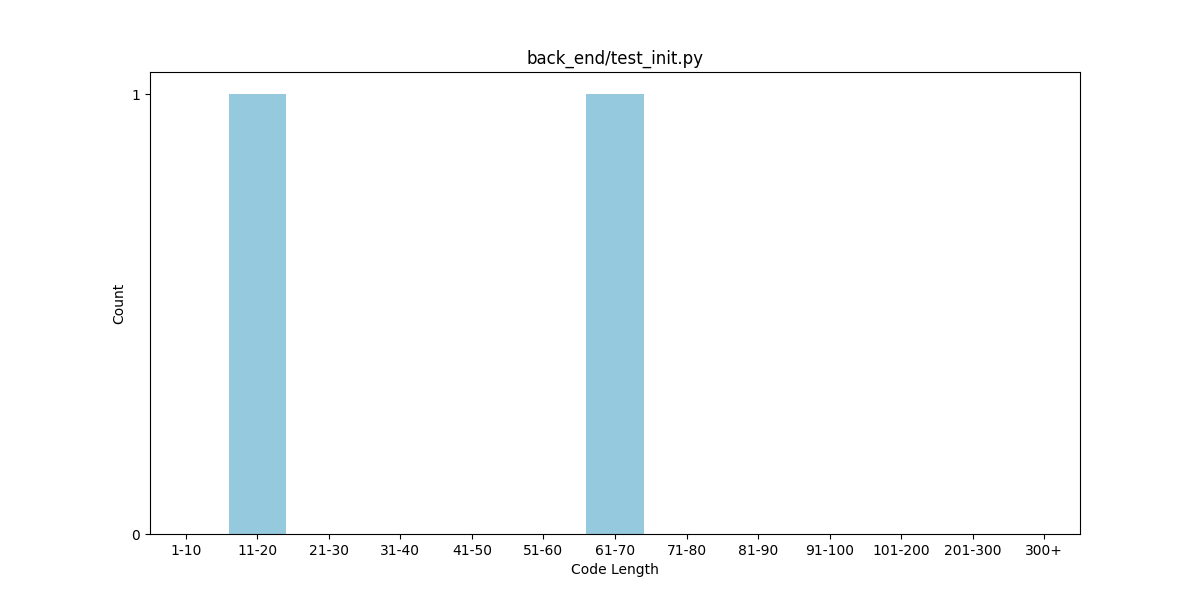 back_end/test_init.py
1
Count
0
1-10 11-20 21-30 31-40 41-50 51-60 61-70 71-80 81-90 91-100 101-200 201-300 300+
Code Length